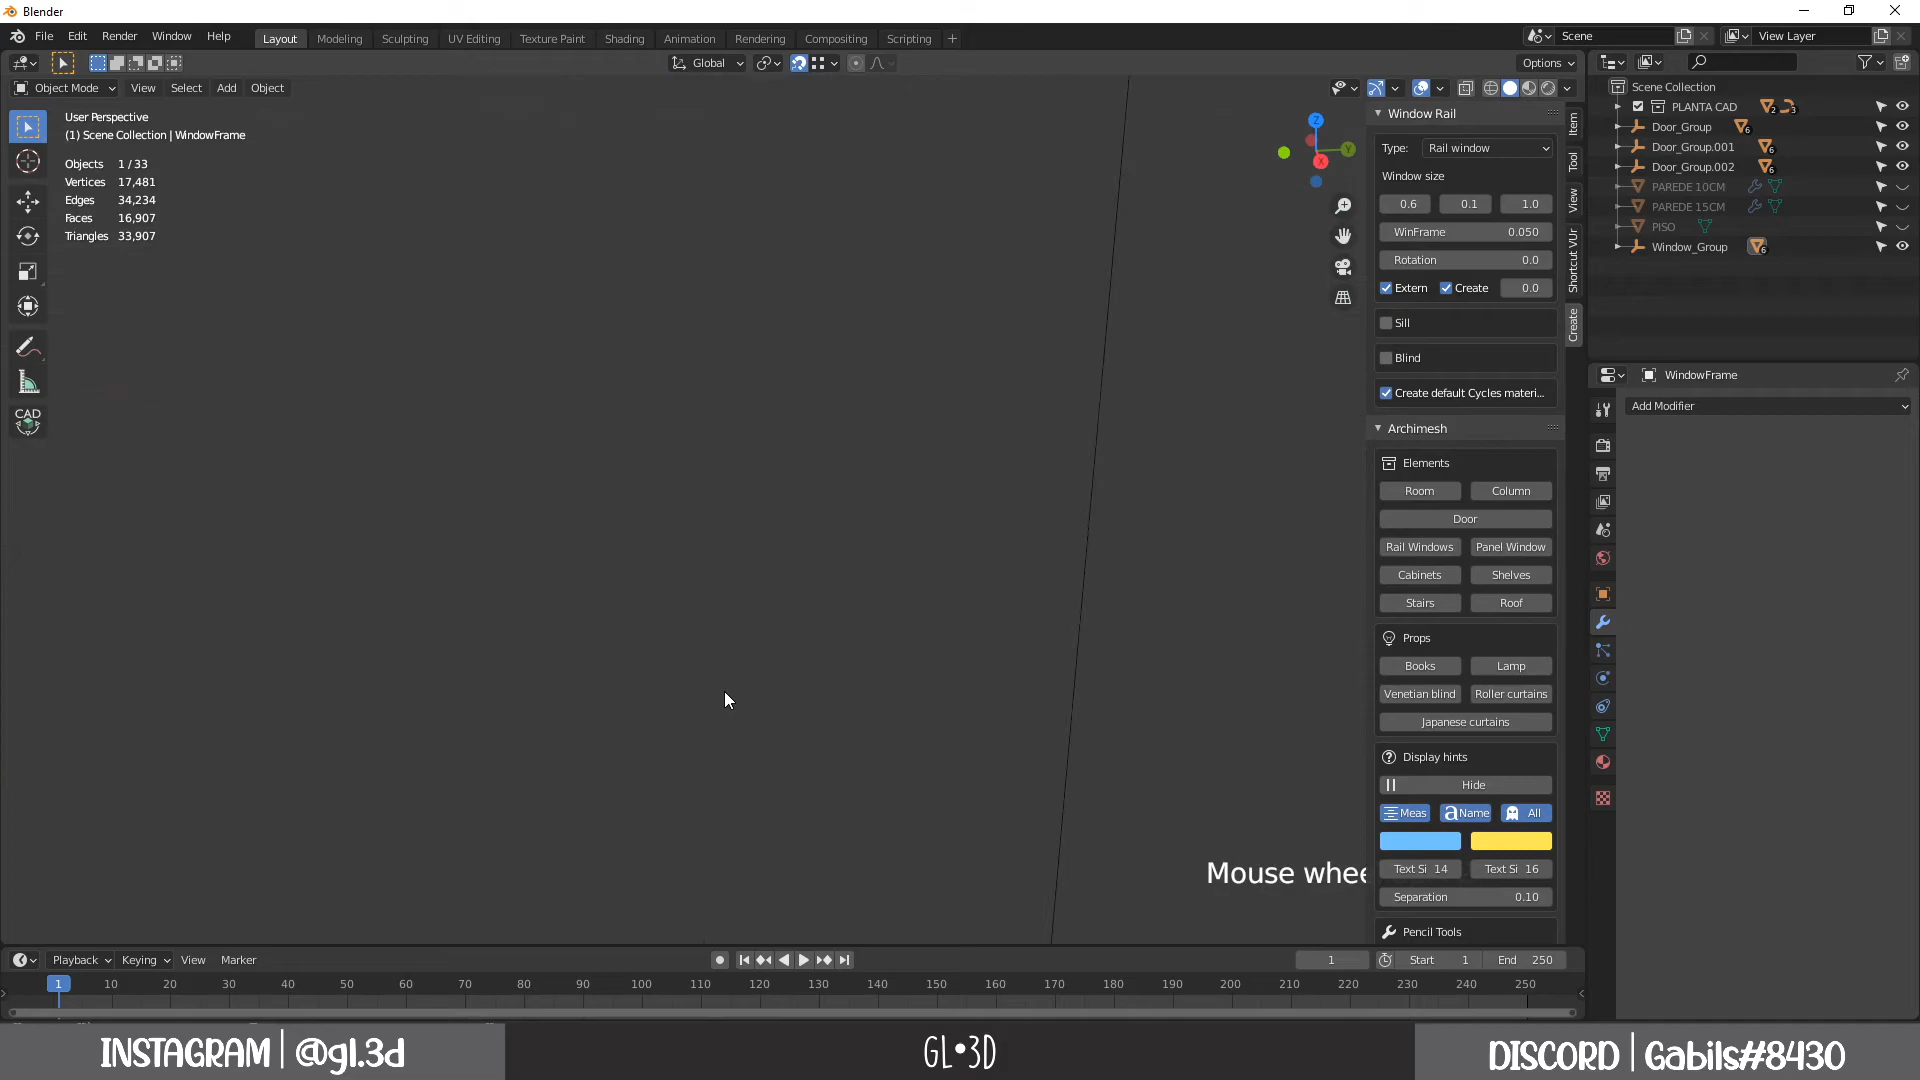 Blender
File Edit Render Window Help
Layout Modeling Sculpting UV Editing Texture Paint Shading Animation Rendering Compositing Scripting +
Scene
View Layer
Global
Options
Object Mode View Select Add Object
User Perspective
(1) Scene Collection | WindowFrame
Objects 1 / 33
Vertices 17,481
Edges 34,234
Faces 16,907
Triangles 33,907
CAD
Z
Y
X
Window Rail
Type: Rail window
Window size
0.6 0.1 1.0
WinFrame 0.050
Rotation 0.0
Extern Create 0.0
Sill
Blind
Create default Cycles materi...
Archimesh
Elements
Room Column
Door
Rail Windows Panel Window
Cabinets Shelves
Stairs Roof
Props
Books Lamp
Venetian blind Roller curtains
Japanese curtains
Display hints
Hide
Meas Name All
Text Si 14 Text Si 16
Separation 0.10
Pencil Tools
Item
Tool
View
Shortcut VUr
Create
Scene Collection
PLANTA CAD 2 3
Door_Group 6
Door_Group.001 6
Door_Group.002 6
PAREDE 10CM
PAREDE 15CM
PISO
Window_Group 6
WindowFrame
Add Modifier
Mouse whee
Playback Keying View Marker
1 Start 1 End 250
1 10 20 30 40 50 60 70 80 90 100 110 120 130 140 150 160 170 180 190 200 210 220 230 240 250
INSTAGRAM | @gl.3d
GL•3D
DISCORD | Gabils#8430